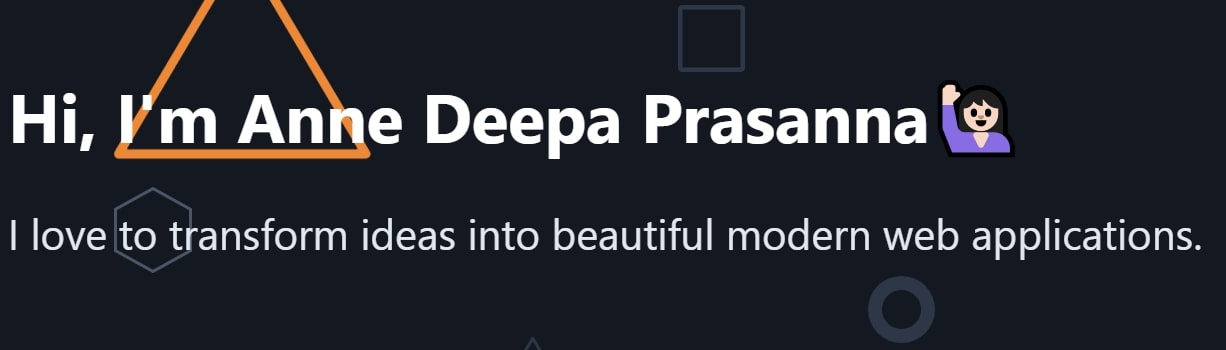 Hi, I'm Anne Deepa Prasanna🙋🏻‍♀️
I love to transform ideas into beautiful modern web applications.